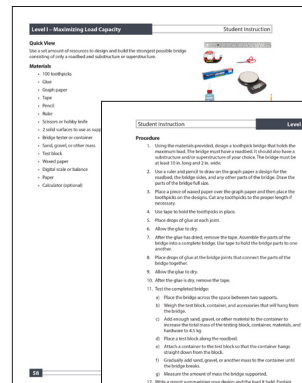 Level I – Maximizing Load Capacity
Student Instruction
Quick View
Use a set amount of resources to design and build the strongest possible bridge
consisting of only a roadbed and substructure or superstructure.
Materials
• 100 toothpicks
• Glue
• Graph paper
• Tape
• Pencil
• Ruler
• Scissors or hobby knife
• 2 solid surfaces to use as supp
• Bridge tester or container
• Sand, gravel, or other mass
• Test block
• Waxed paper
• Digital scale or balance
• Paper
• Calculator (optional)
58
Student Instruction
Level
Procedure
1. Using the materials provided, design a toothpick bridge that holds the
maximum load. The bridge must have a roadbed. It should also have a
substructure and/or superstructure of your choice. The bridge must be
at least 10 in. long and 2 in. wide.
2. Use a ruler and pencil to draw on the graph paper a design for the
roadbed, the bridge sides, and any other parts of the bridge. Draw the
parts of the bridge full size.
3. Place a piece of waxed paper over the graph paper and then place the
toothpicks on the designs. Cut any toothpicks to the proper length if
necessary.
4. Use tape to hold the toothpicks in place.
5. Place drops of glue at each joint.
6. Allow the glue to dry.
7. After the glue has dried, remove the tape. Assemble the parts of the
bridge into a complete bridge. Use tape to hold the bridge parts to one
another.
8. Place drops of glue at the bridge joints that connect the parts of the
bridge together.
9. Allow the glue to dry.
10. After the glue is dry, remove the tape.
11. Test the completed bridge:
a) Place the bridge across the space between two supports.
b) Weigh the test block, container, and accessories that will hang from
the bridge.
c) Add enough sand, gravel, or other material to the container to
increase the total mass of the testing block, container, materials, and
hardware to 4.5 kg.
d) Place a test block along the roadbed.
e) Attach a container to the test block so that the container hangs
straight down from the block.
f) Gradually add sand, gravel, or another mass to the container until
the bridge breaks.
g) Measure the amount of mass the bridge supported.
12. Write a report summarizing your design and the load it held. Explain